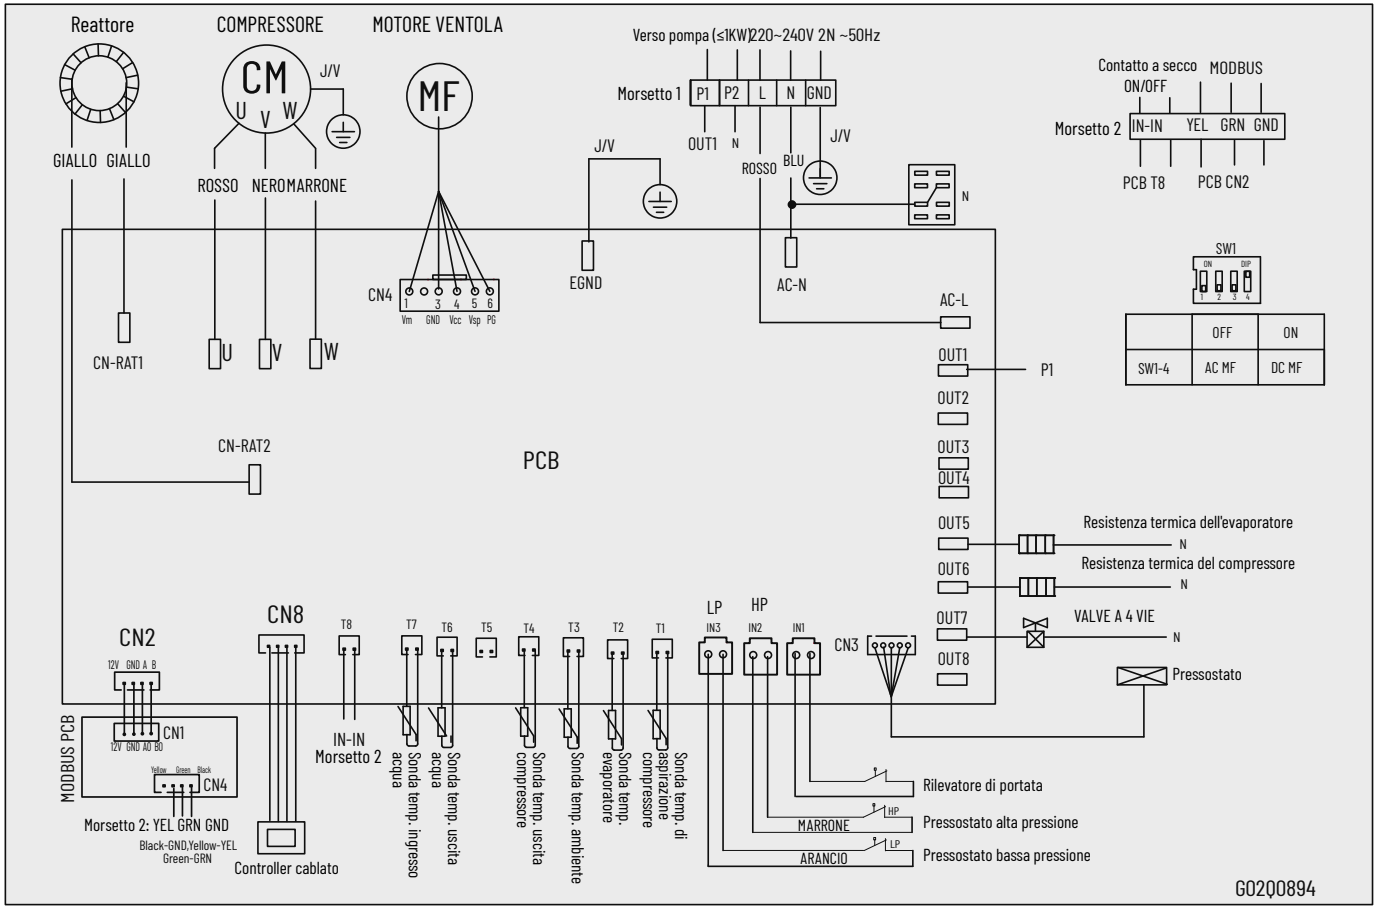 Reattore
COMPRESSORE
MOTORE VENTOLA
Verso pompa (≤1KW)
220~240V 2N ~50Hz
CM
U
V
W
J/V
MF
Morsetto 1
P1
P2
L
N
GND
OUT1
N
ROSSO
BLU
J/V
N
Contatto a secco
ON/OFF
MODBUS
Morsetto 2
IN-IN
YEL
GRN
GND
PCB T8
PCB CN2
GIALLO
GIALLO
ROSSO
NERO
MARRONE
J/V
EGND
AC-N
AC-L
CN4
1
3
4
5
6
Vm
GND
Vcc
Vsp
PG
SW1
ON
DIP
1
2
3
4
OFF
ON
SW1-4
AC MF
DC MF
CN-RAT1
U
V
W
CN-RAT2
PCB
OUT1
P1
OUT2
OUT3
OUT4
OUT5
Resistenza termica dell'evaporatore
N
OUT6
Resistenza termica del compressore
N
OUT7
VALVE A 4 VIE
N
OUT8
Pressostato
CN2
12V GND A B
CN8
T8
T7
T6
T5
T4
T3
T2
T1
LP
IN3
HP
IN2
IN1
CN3
MODBUS PCB
CN1
12V GND A0 B0
Yellow Green Black
CN4
Morsetto 2: YEL GRN GND
Black-GND,Yellow-YEL
Green-GRN
Controller cablato
IN-IN
Morsetto 2
Sonda temp. ingresso
acqua
Sonda temp. uscita
acqua
Sonda temp. uscita
compressore
Sonda temp. ambiente
Sonda temp.
evaporatore
Sonda temp. di
aspirazione
compressore
Rilevatore di portata
HP
MARRONE
Pressostato alta pressione
LP
ARANCIO
Pressostato bassa pressione
G02Q0894